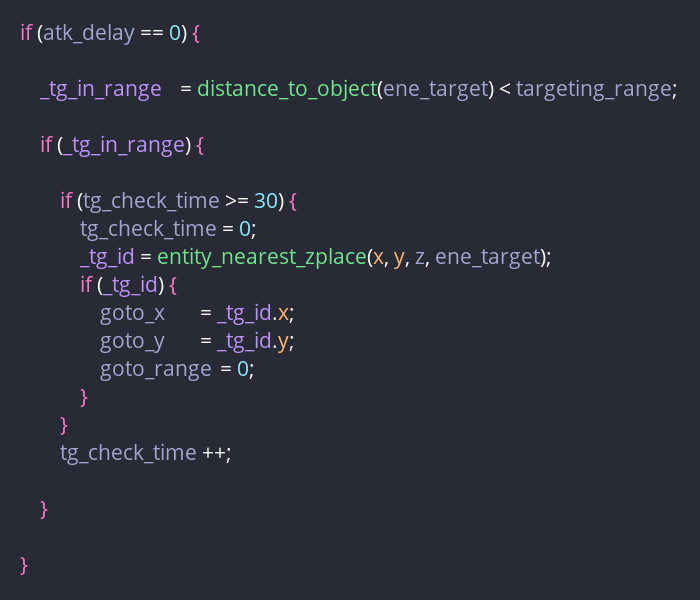 if (atk_delay == 0) {
_tg_in_range = distance_to_object(ene_target) < targeting_range;
if (_tg_in_range) {
if (tg_check_time >= 30) {
tg_check_time = 0;
_tg_id = entity_nearest_zplace(x, y, z, ene_target);
if (_tg_id) {
goto_x = _tg_id.x;
goto_y = _tg_id.y;
goto_range = 0;
}
}
tg_check_time ++;
}
}